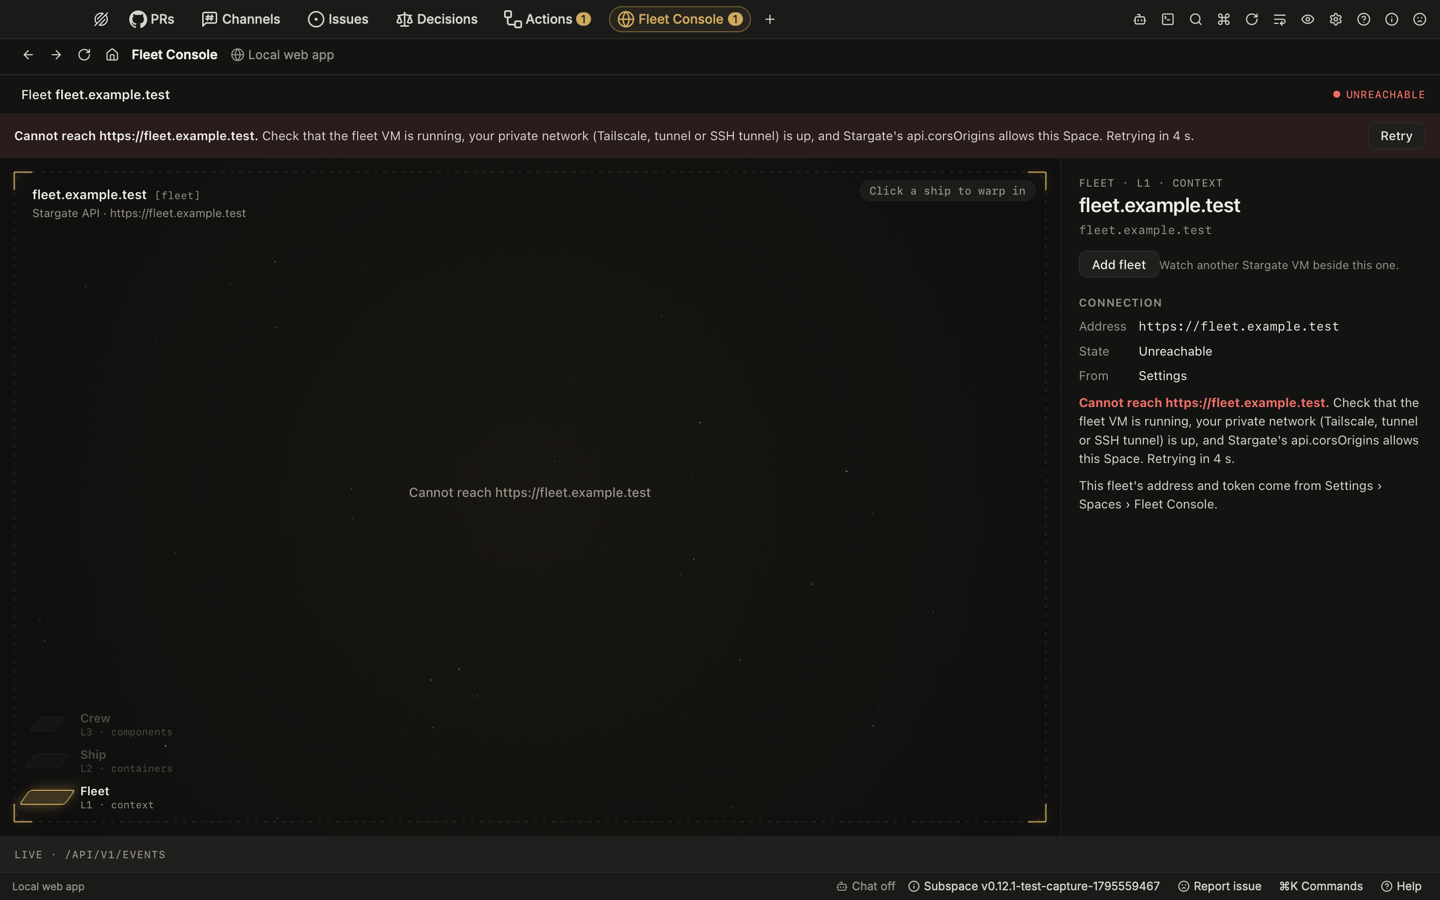 PRs
Channels
Issues
Decisions
Actions 1
Fleet Console 1
Fleet Console
Local web app
Fleet fleet.example.test
UNREACHABLE
Cannot reach https://fleet.example.test. Check that the fleet VM is running, your private network (Tailscale, tunnel or SSH tunnel) is up, and Stargate's api.corsOrigins allows this Space. Retrying in 4 s.
Retry
fleet.example.test [fleet]
Stargate API · https://fleet.example.test
Click a ship to warp in
Cannot reach https://fleet.example.test
Crew
L3 · components
Ship
L2 · containers
Fleet
L1 · context
FLEET · L1 · CONTEXT
fleet.example.test
fleet.example.test
Add fleet Watch another Stargate VM beside this one.
CONNECTION
Address https://fleet.example.test
State Unreachable
From Settings
Cannot reach https://fleet.example.test. Check that the
fleet VM is running, your private network (Tailscale, tunnel
or SSH tunnel) is up, and Stargate's api.corsOrigins allows
this Space. Retrying in 4 s.
This fleet's address and token come from Settings ›
Spaces › Fleet Console.
LIVE · /API/V1/EVENTS
Local web app
Chat off
Subspace v0.12.1-test-capture-1795559467
Report issue
⌘K Commands
Help